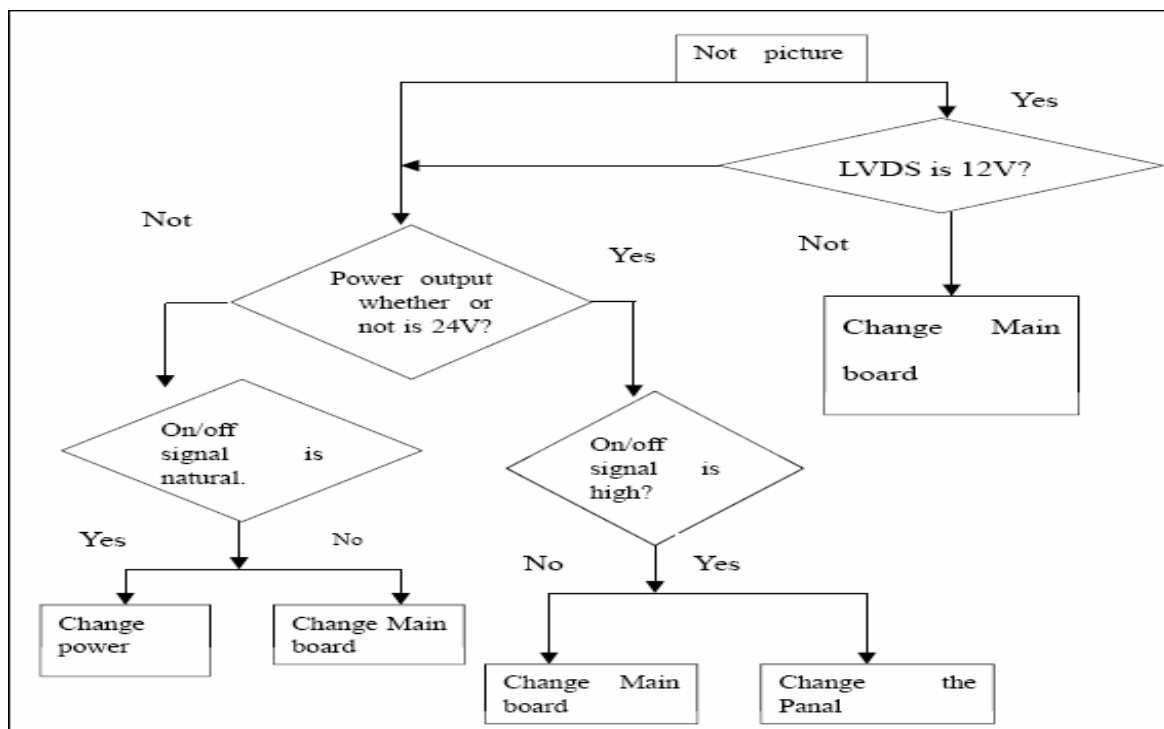 Not picture
Yes
LVDS is 12V?
Not
Not
Yes
Power output
whether or
not is 24V?
Change Main
board
On/off
signal is
natural.
On/off
signal is
high?
Yes
No
No
Yes
Change
power
Change Main
board
Change Main
board
Change the
Panal